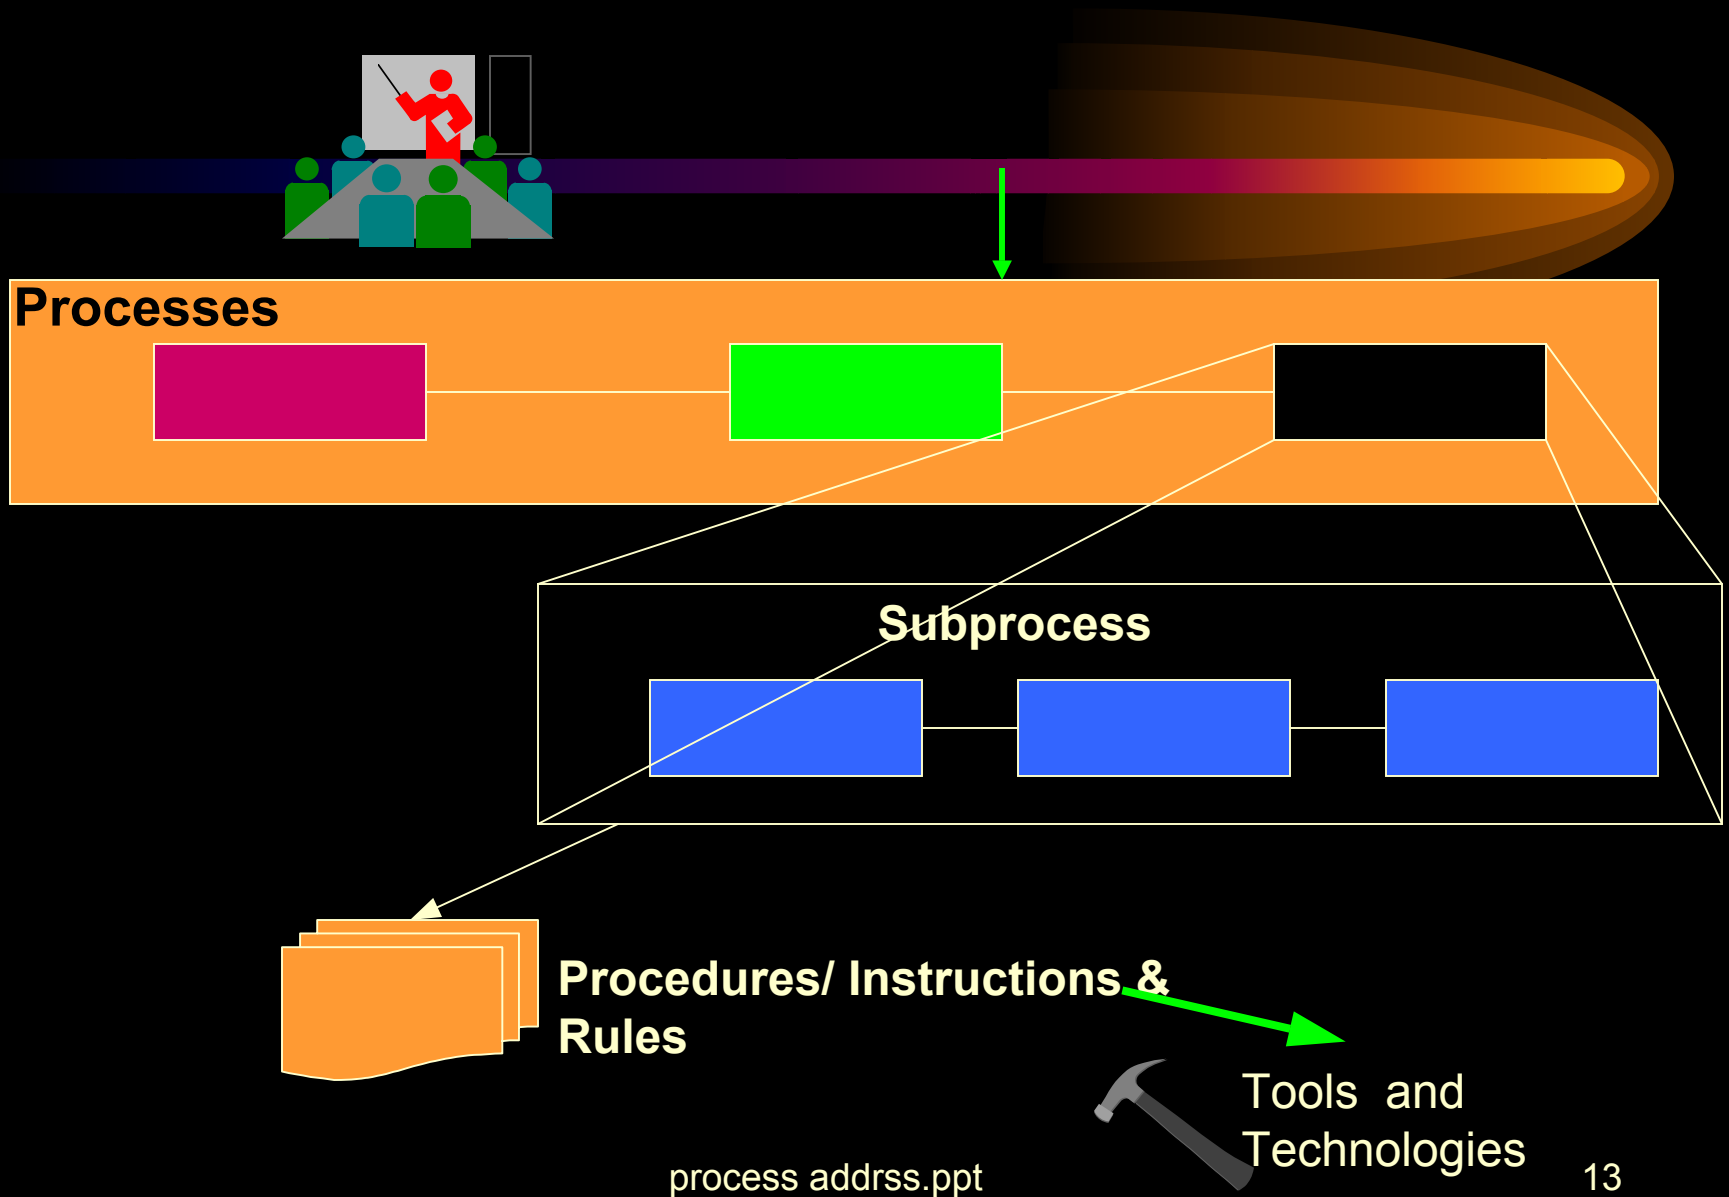 Processes
Subprocess
Procedures/ Instructions &
Rules
Tools and
Technologies
process addrss.ppt
13